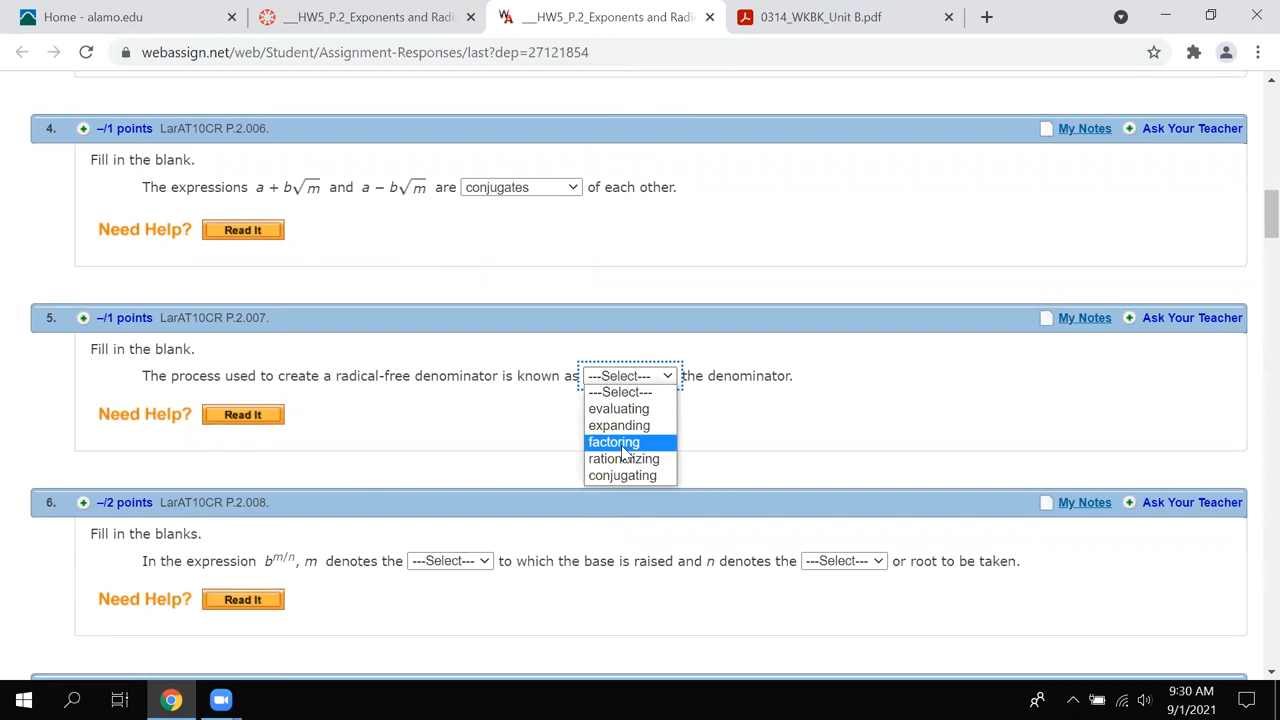 Home - alamo.edu
___HW5_P.2_Exponents and Radi
___HW5_P.2_Exponents and Radi
0314_WKBK_Unit B.pdf
webassign.net/web/Student/Assignment-Responses/last?dep=27121854
4. –/1 points LarAT10CR P.2.006. My Notes Ask Your Teacher
Fill in the blank.
The expressions a + b√m and a − b√m are conjugates of each other.
Need Help? Read It
5. –/1 points LarAT10CR P.2.007. My Notes Ask Your Teacher
Fill in the blank.
The process used to create a radical-free denominator is known as ---Select--- the denominator.
---Select---
evaluating
expanding
factoring
rationalizing
conjugating
Need Help? Read It
6. –/2 points LarAT10CR P.2.008. My Notes Ask Your Teacher
Fill in the blanks.
In the expression b^m/n, m denotes the ---Select--- to which the base is raised and n denotes the ---Select--- or root to be taken.
Need Help? Read It
9:30 AM
9/1/2021